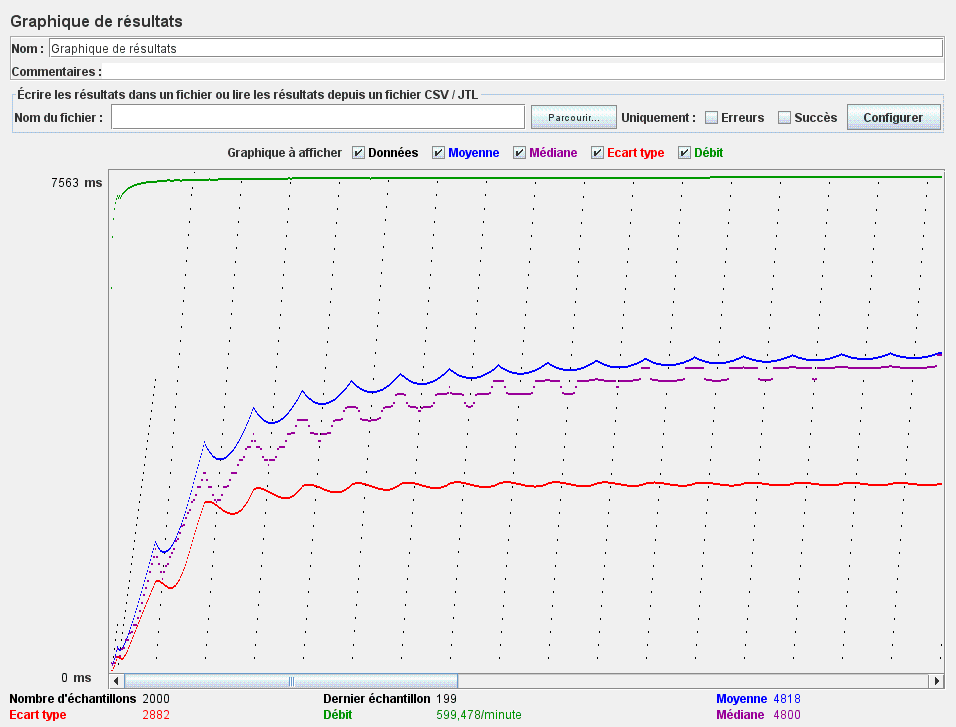 Graphique de résultats
Nom : Graphique de résultats
Commentaires :
Écrire les résultats dans un fichier ou lire les résultats depuis un fichier CSV / JTL
Nom du fichier : Parcourir... Uniquement : Erreurs Succès Configurer
Graphique à afficher Données Moyenne Médiane Ecart type Débit
7563 ms
0 ms
Nombre d'échantillons 2000 Dernier échantillon 199 Moyenne 4818
Ecart type 2882 Débit 599,478/minute Médiane 4800